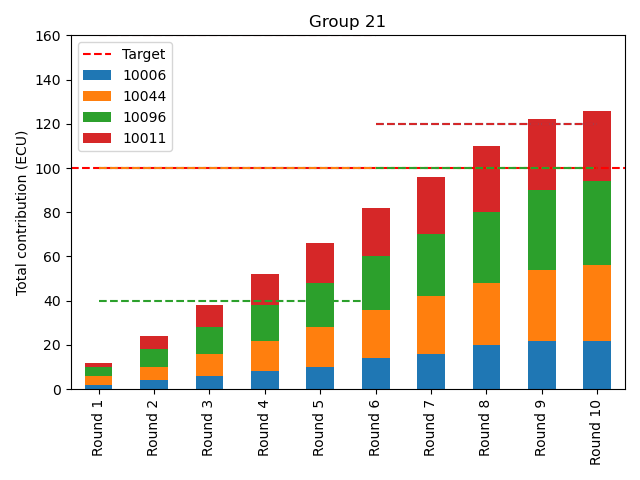 Group 21
Total contribution (ECU)
160
140
120
100
80
60
40
20
0
Target
10006
10044
10096
10011
Round 1
Round 2
Round 3
Round 4
Round 5
Round 6
Round 7
Round 8
Round 9
Round 10